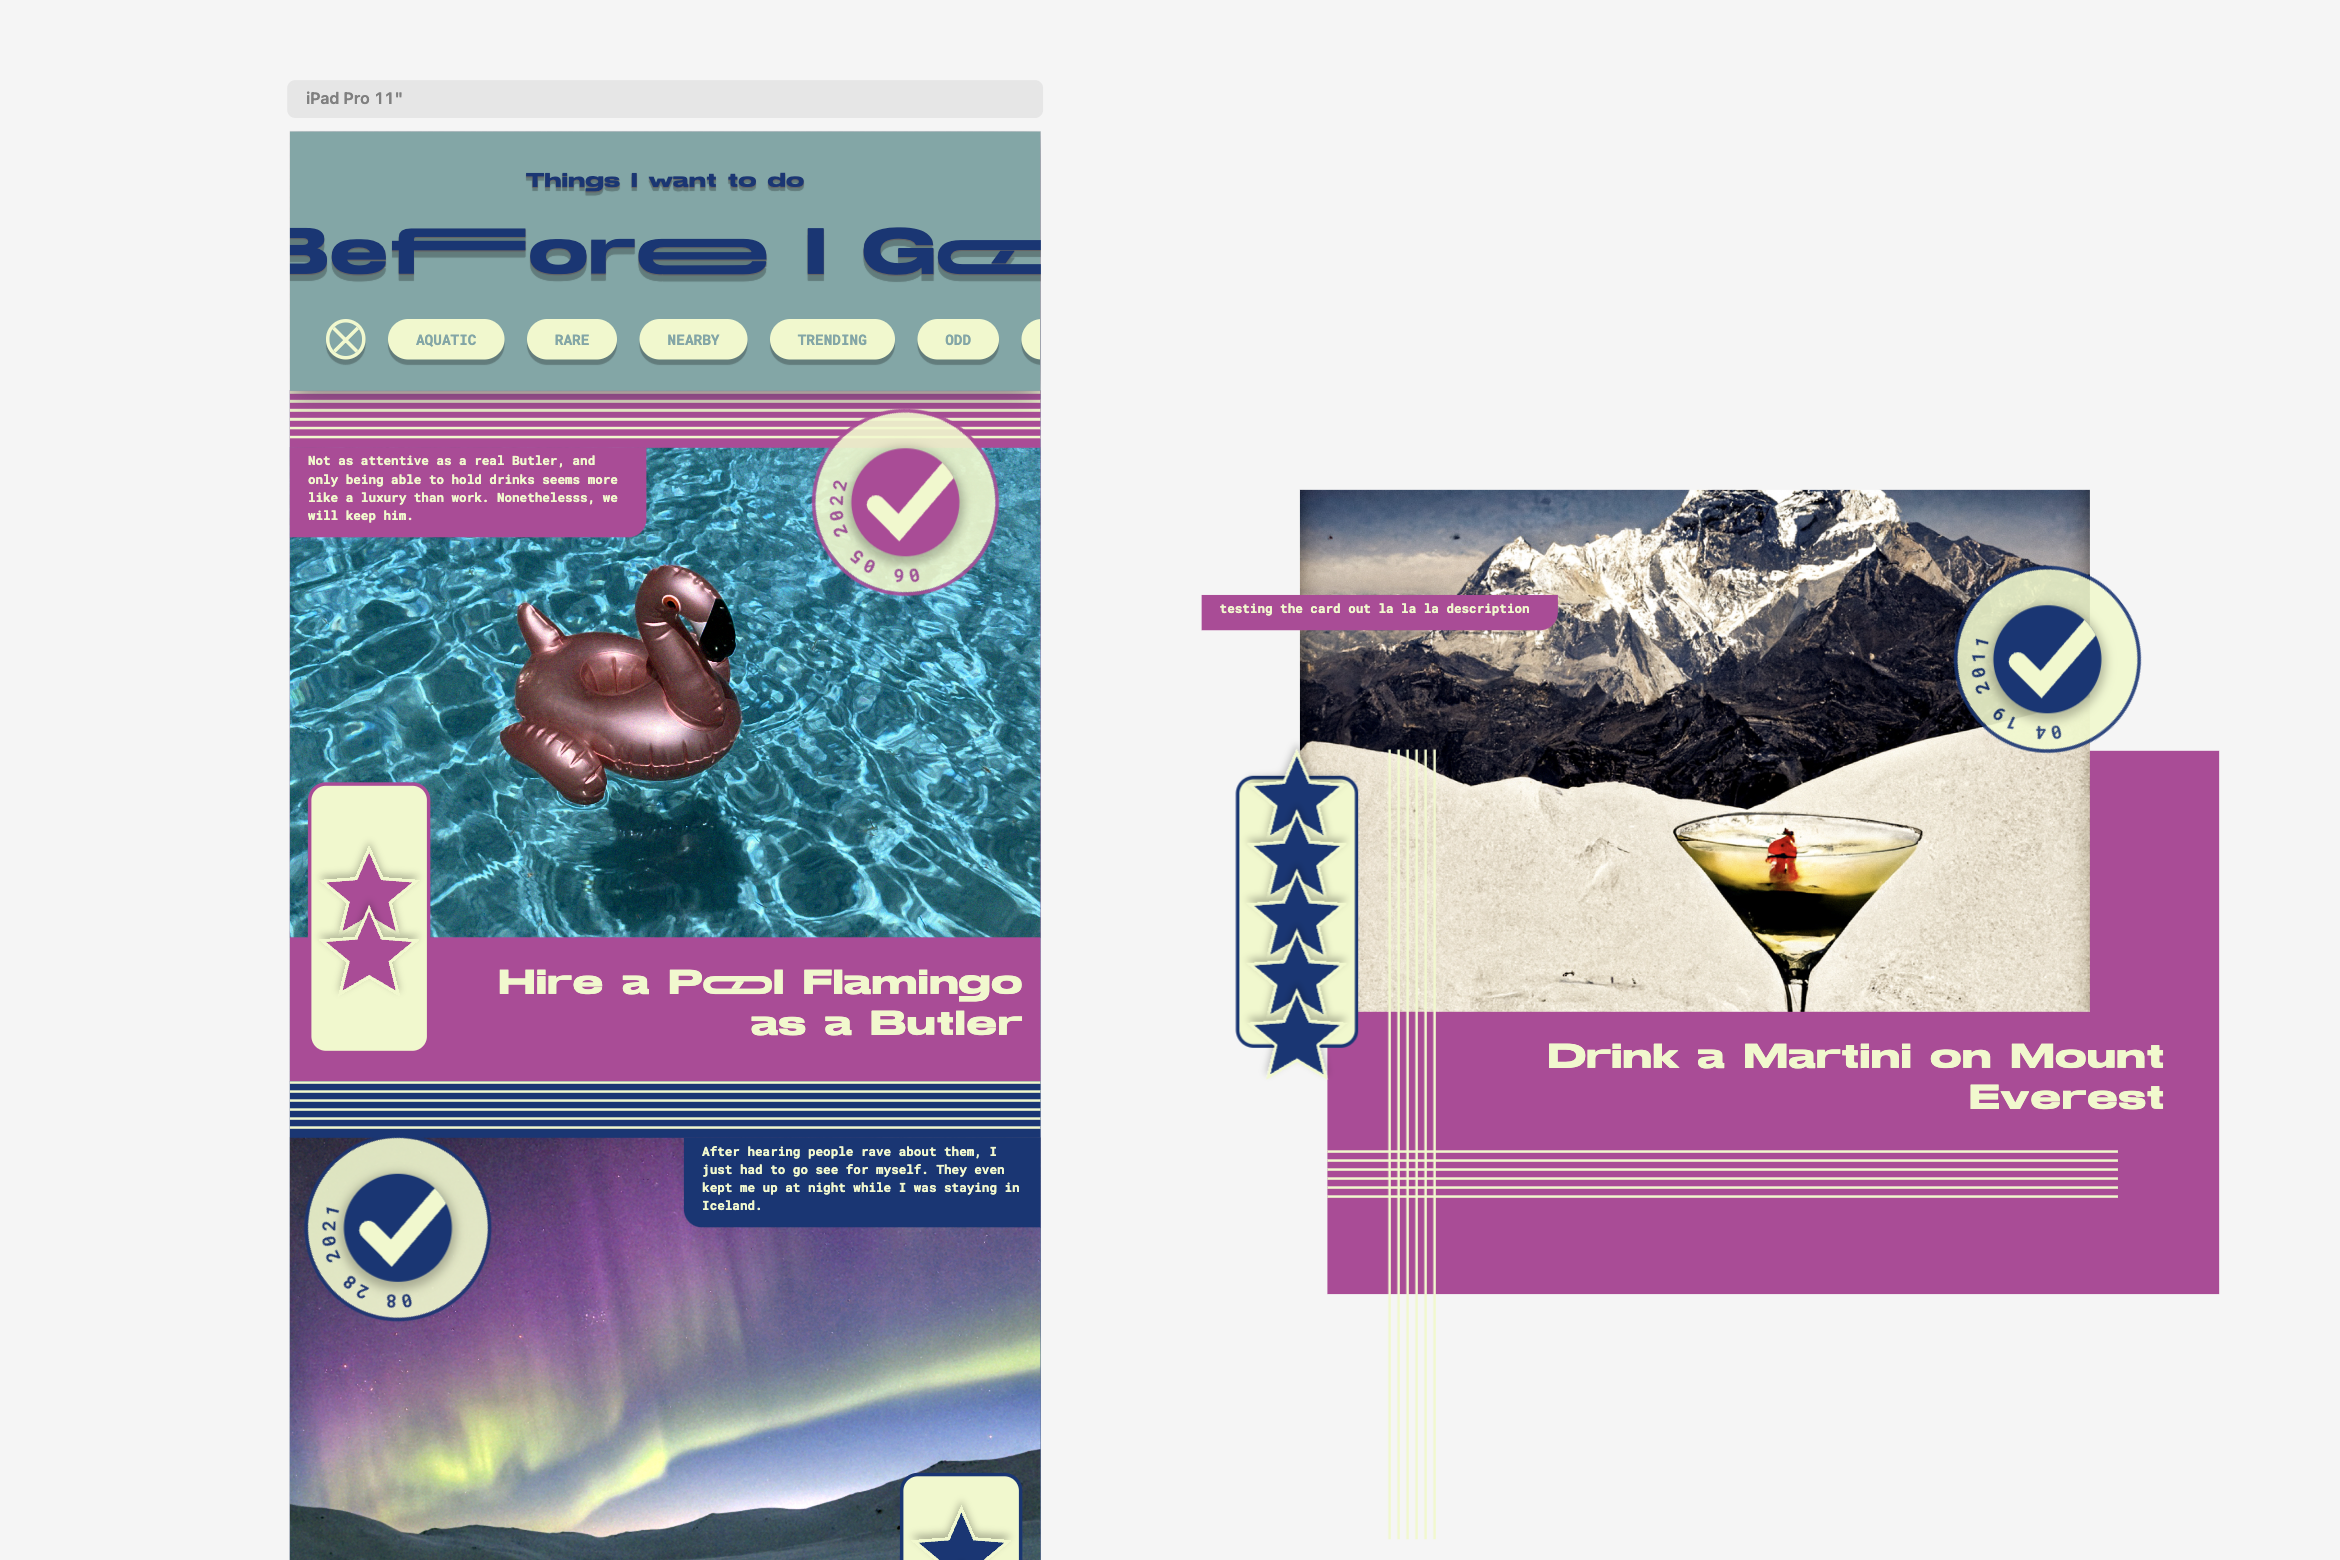 iPad Pro 11"
Things I want to do
Beffore I Go
AQUATIC
RARE
NEARBY
TRENDING
ODD
Not as attentive as a real Butler, and
only being able to hold drinks seems more
like a luxury than work. Nonethelesss, we
will keep him.
06 05 2022
Hire a Pool Flamingo
as a Butler
After hearing people rave about them, I
just had to go see for myself. They even
kept me up at night while I was staying in
Iceland.
08 28 2021
testing the card out la la la description
04 19 2011
Drink a Martini on Mount
Everest